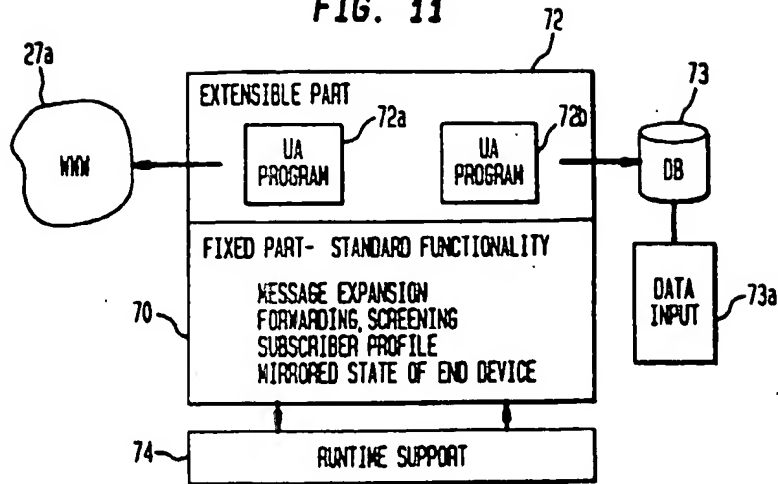 FIG. 11
72
27a
73
EXTENSIBLE PART
72a
72b
WWW
UA
PROGRAM
UA
PROGRAM
DB
FIXED PART- STANDARD FUNCTIONALITY
MESSAGE EXPANSION
FORWARDING, SCREENING
SUBSCRIBER PROFILE
MIRRORED STATE OF END DEVICE
70
DATA
INPUT
73a
74
RUNTIME SUPPORT